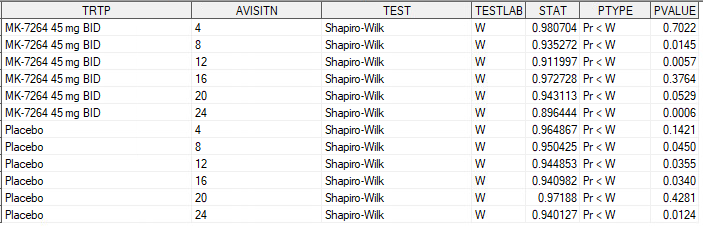 TRTP AVISITN TEST TESTLAB STAT PTYPE PVALUE
MK-7264 45 mg BID 4 Shapiro-Wilk W 0.980704 Pr < W 0.7022
MK-7264 45 mg BID 8 Shapiro-Wilk W 0.935272 Pr < W 0.0145
MK-7264 45 mg BID 12 Shapiro-Wilk W 0.911997 Pr < W 0.0057
MK-7264 45 mg BID 16 Shapiro-Wilk W 0.972728 Pr < W 0.3764
MK-7264 45 mg BID 20 Shapiro-Wilk W 0.943113 Pr < W 0.0529
MK-7264 45 mg BID 24 Shapiro-Wilk W 0.896444 Pr < W 0.0006
Placebo 4 Shapiro-Wilk W 0.964867 Pr < W 0.1421
Placebo 8 Shapiro-Wilk W 0.950425 Pr < W 0.0450
Placebo 12 Shapiro-Wilk W 0.944853 Pr < W 0.0355
Placebo 16 Shapiro-Wilk W 0.940982 Pr < W 0.0340
Placebo 20 Shapiro-Wilk W 0.97188 Pr < W 0.4281
Placebo 24 Shapiro-Wilk W 0.940127 Pr < W 0.0124